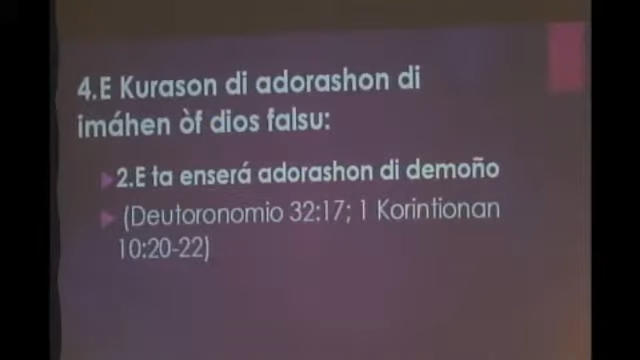 4.E Kurason di adorashon di
imáhen òf dios falsu:
2.E ta enserá adorashon di demoño
(Deutoronomio 32:17; 1 Korintionan
10:20-22)